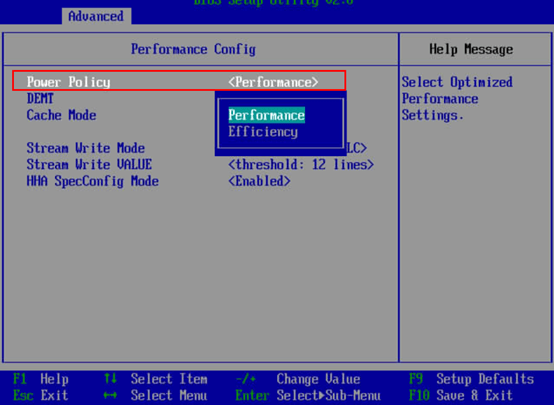 BIOS Setup Utility V2.0
Advanced
Performance Config
Help Message
Power Policy <Performance>
Select Optimized
DEMT
Performance
Cache Mode
Settings.
Performance
Efficiency
Stream Write Mode LC>
Stream Write VALUE <threshold: 12 lines>
HHA SpecConfig Mode <Enabled>
F1 Help ↑↓ Select Item -/+ Change Value F9 Setup Defaults
Esc Exit ↔ Select Menu Enter Select▶Sub-Menu F10 Save & Exit